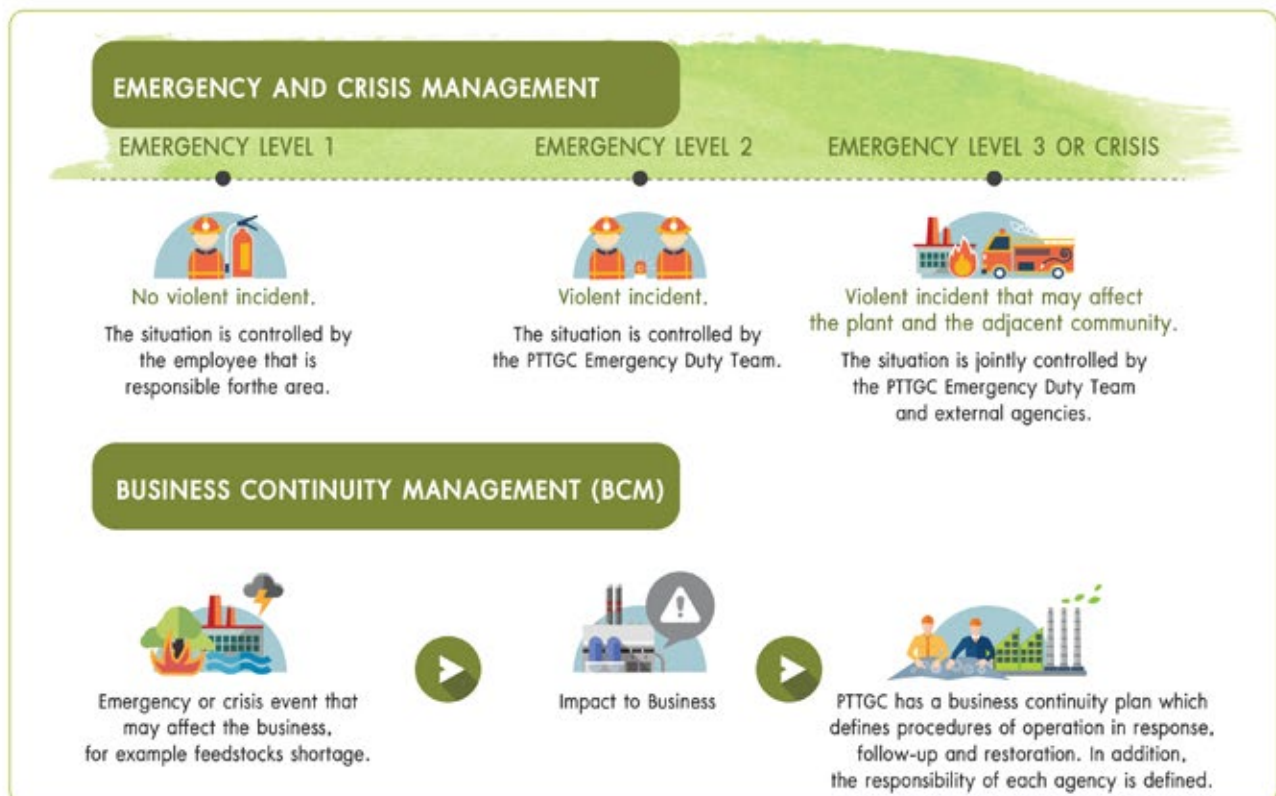 EMERGENCY AND CRISIS MANAGEMENT
EMERGENCY LEVEL 1
EMERGENCY LEVEL 2
EMERGENCY LEVEL 3 OR CRISIS
No violent incident.
The situation is controlled by
the employee that is
responsible forthe area.
Violent incident.
The situation is controlled by
the PTTGC Emergency Duty Team.
Violent incident that may affect
the plant and the adjacent community.
The situation is jointly controlled by
the PTTGC Emergency Duty Team
and external agencies.
BUSINESS CONTINUITY MANAGEMENT (BCM)
Emergency or crisis event that
may affect the business,
for example feedstocks shortage.
Impact to Business
PTTGC has a business continuity plan which
defines procedures of operation in response,
follow-up and restoration. In addition,
the responsibility of each agency is defined.